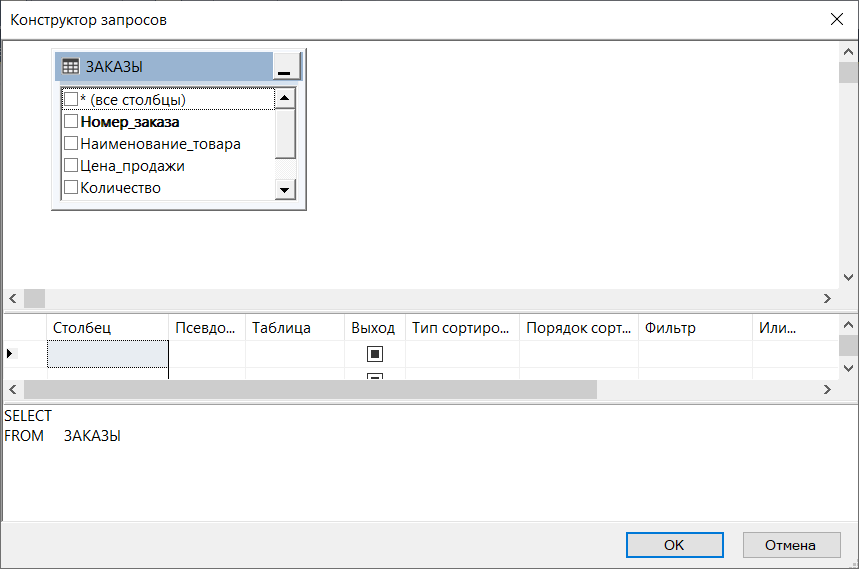 Конструктор запросов
ЗАКАЗЫ
* (все столбцы)
Номер_заказа
Наименование_товара
Цена_продажи
Количество
Столбец Псевдо... Таблица Выход Тип сортиро... Порядок сорт... Фильтр Или...
SELECT
FROM ЗАКАЗЫ
OK Отмена